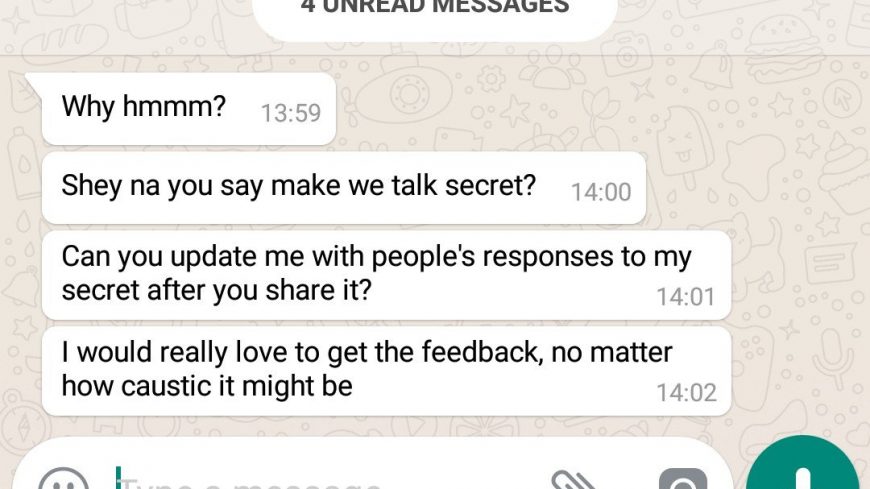 4 UNREAD MESSAGES
Why hmmm? 13:59
Shey na you say make we talk secret? 14:00
Can you update me with people's responses to my
secret after you share it? 14:01
I would really love to get the feedback, no matter
how caustic it might be 14:02
Type a message